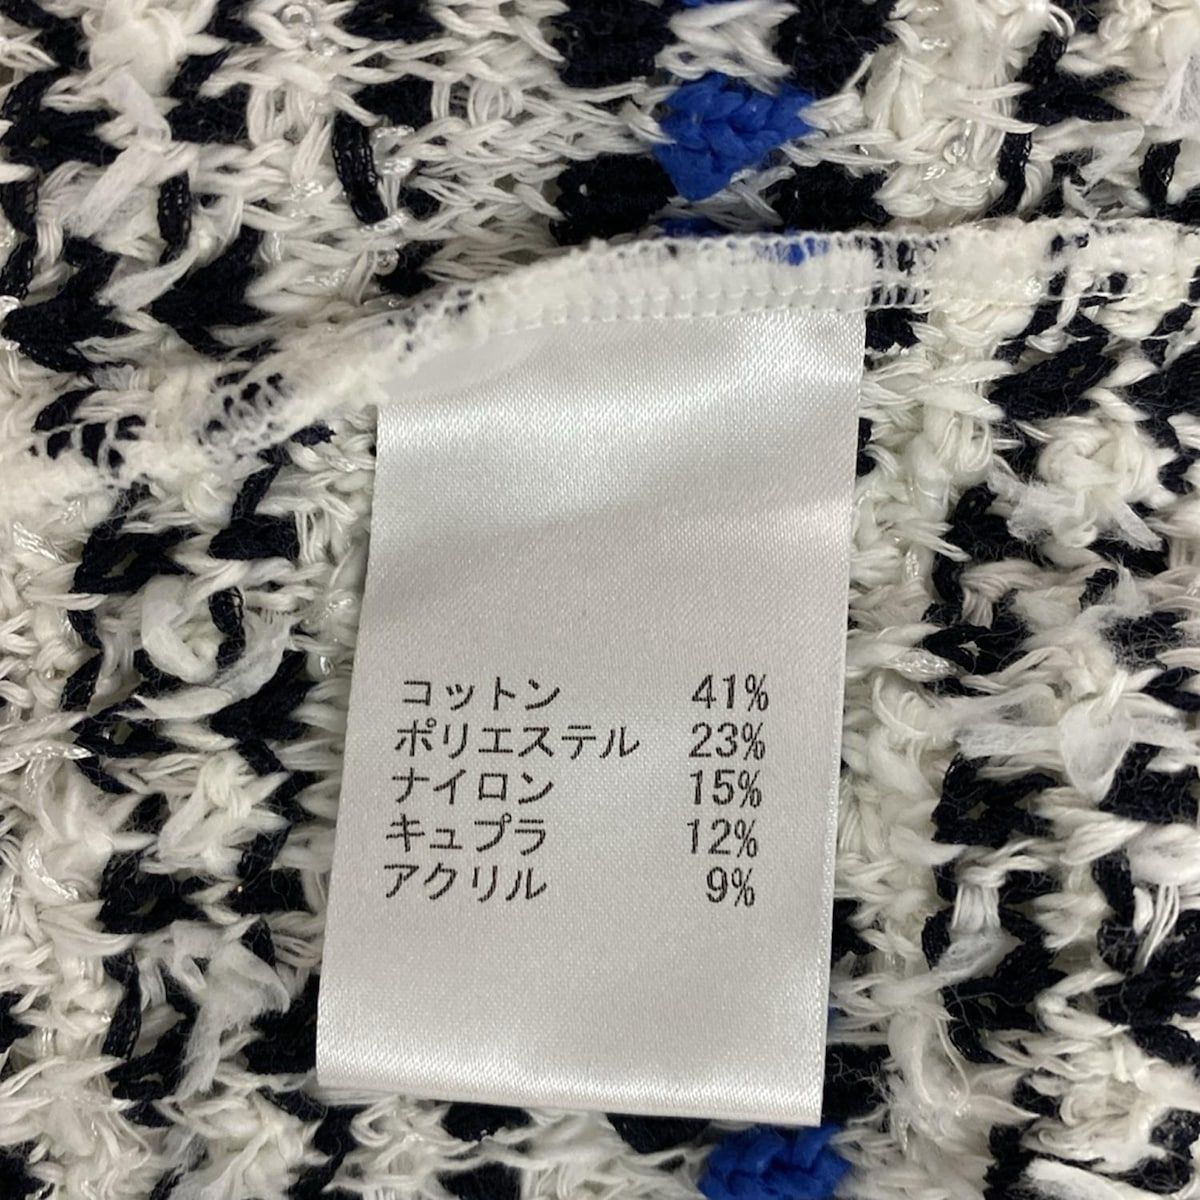 コットン 41%
ポリエステル 23%
ナイロン 15%
キュプラ 12%
アクリル 9%